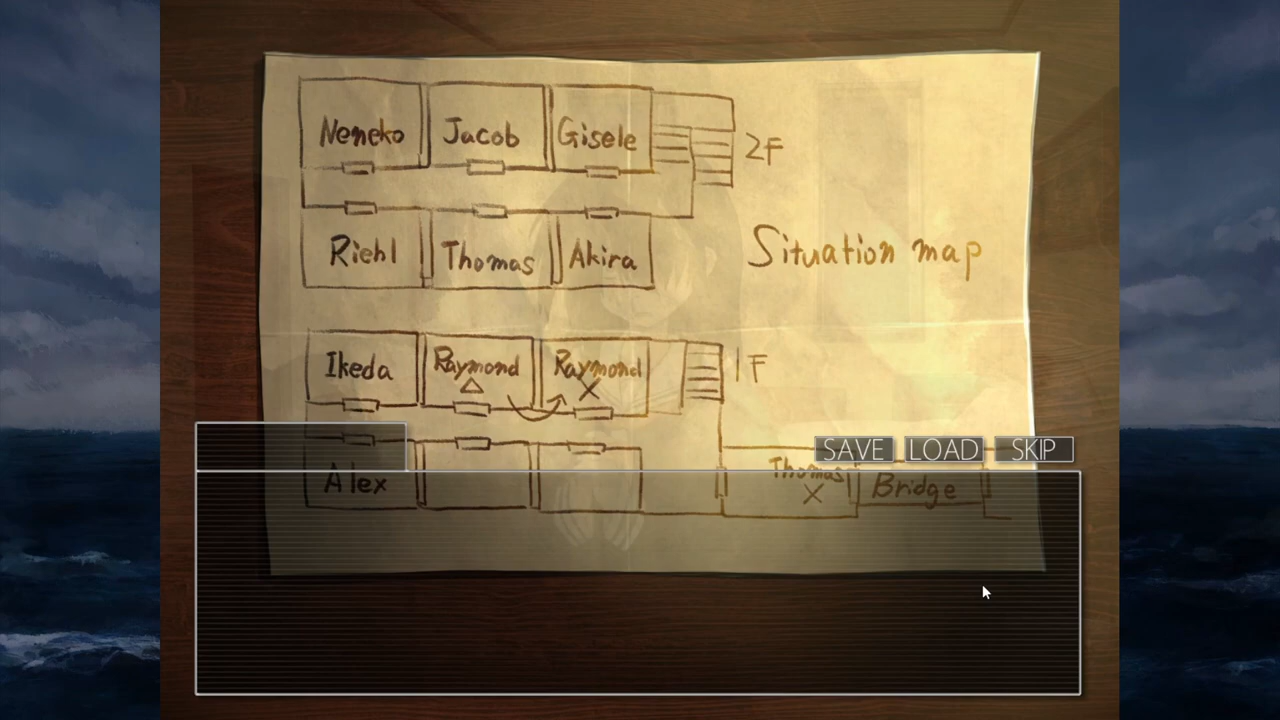 Neneko Jacob Gisele 2F
Riehl Thomas Akira
Situation map
Ikeda Raymond Raymond 1F
△ X
SAVE LOAD SKIP
Alex Thomas Bridge
X